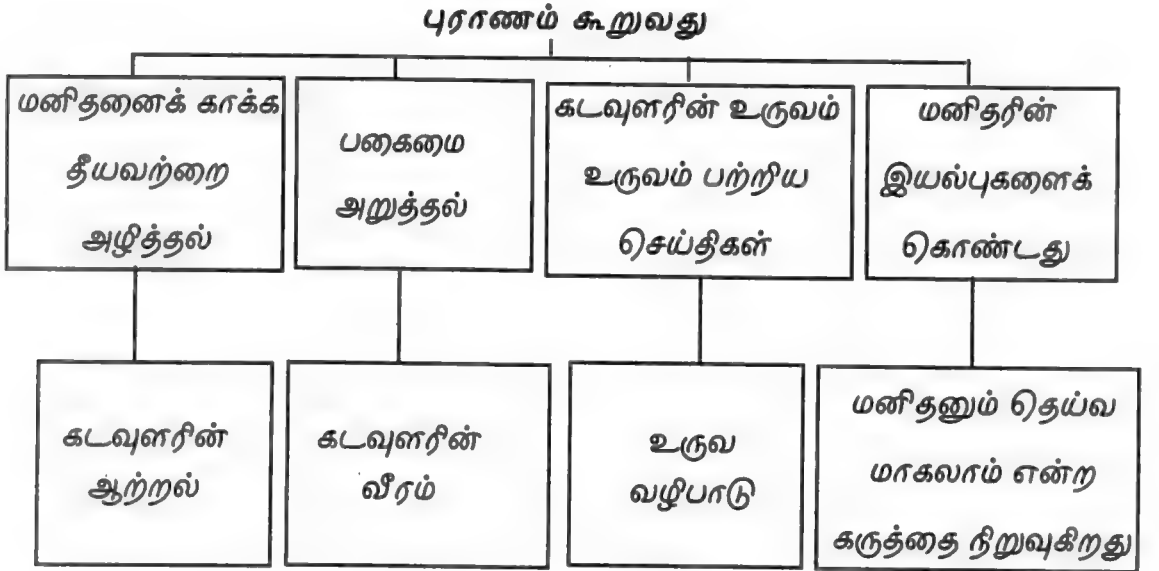 புராணம் கூறுவது
மனிதனைக் காக்க
தீயவற்றை
அழித்தல்
பகைமை
அறுத்தல்
கடவுளரின் உருவம்
உருவம் பற்றிய
செய்திகள்
மனிதரின்
இயல்புகளைக்
கொண்டது
கடவுளரின்
ஆற்றல்
கடவுளரின்
வீரம்
உருவ
வழிபாடு
மனிதனும் தெய்வ
மாகலாம் என்ற
கருத்தை நிறுவுகிறது